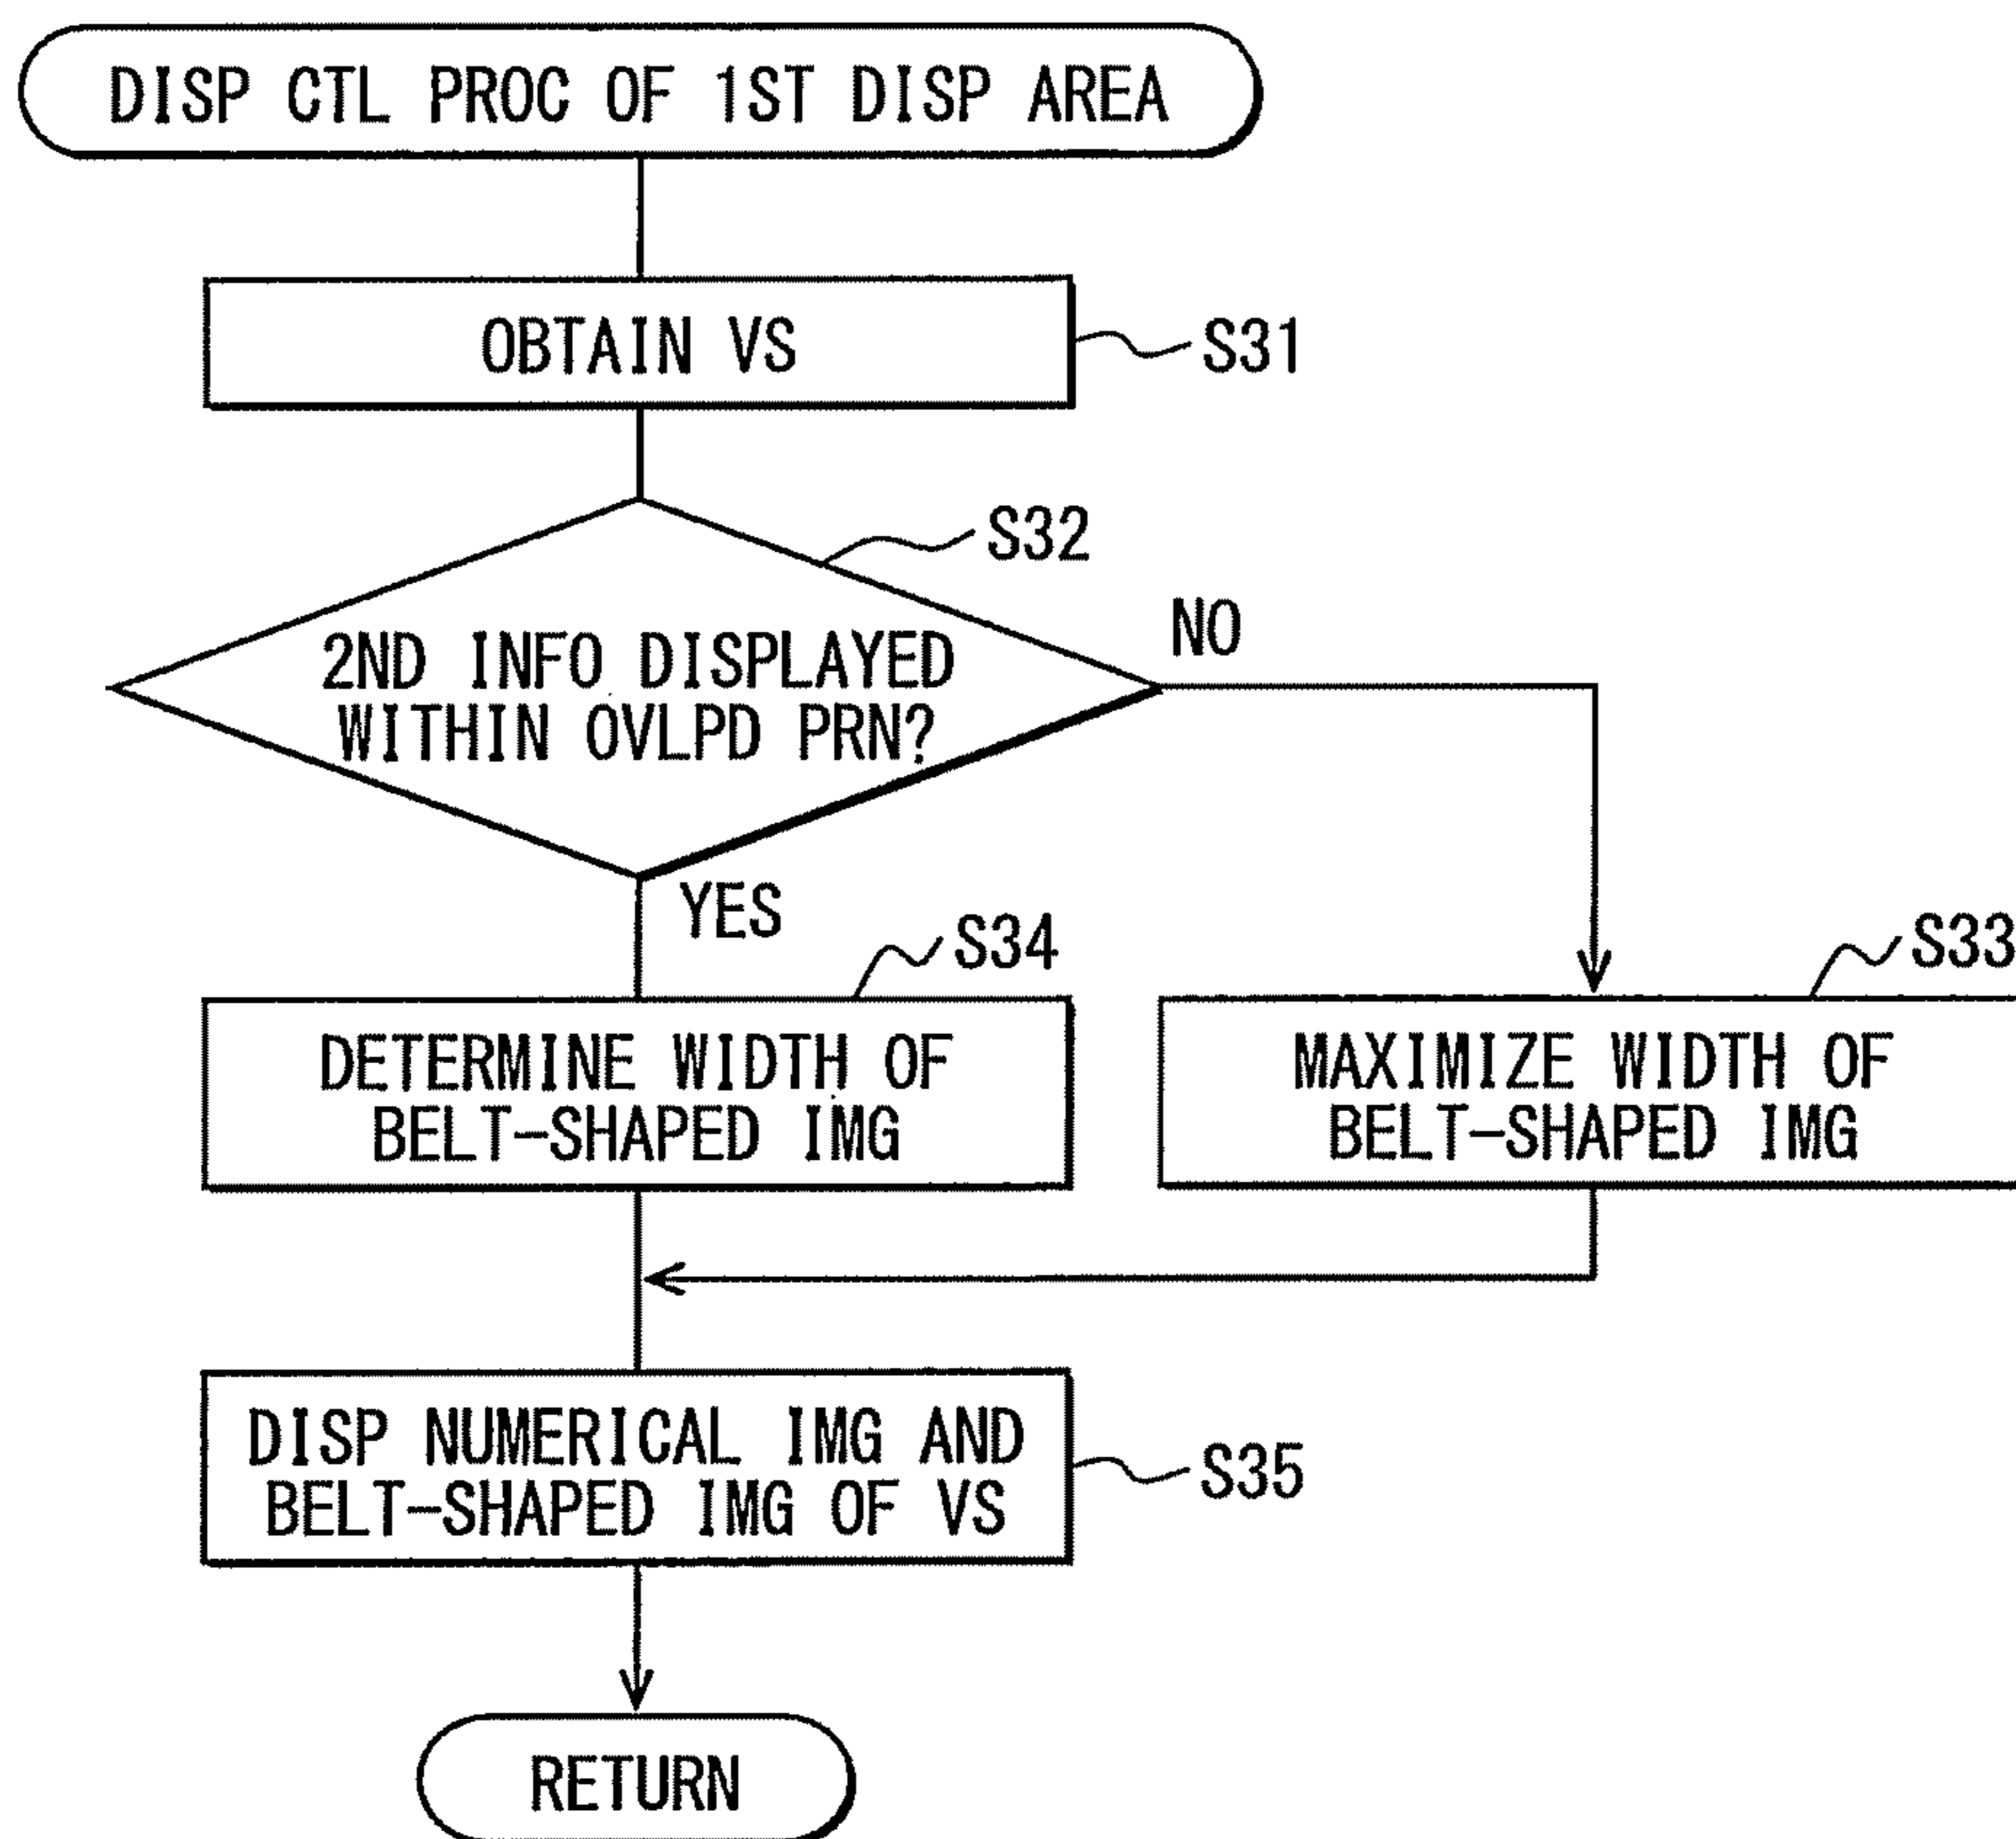 DISP CTL PROC OF 1ST DISP AREA
OBTAIN VS
S31
S32
2ND INFO DISPLAYED
WITHIN OVLPD PRN?
NO
YES
S34
DETERMINE WIDTH OF
BELT-SHAPED IMG
S33
MAXIMIZE WIDTH OF
BELT-SHAPED IMG
DISP NUMERICAL IMG AND
BELT-SHAPED IMG OF VS
S35
RETURN